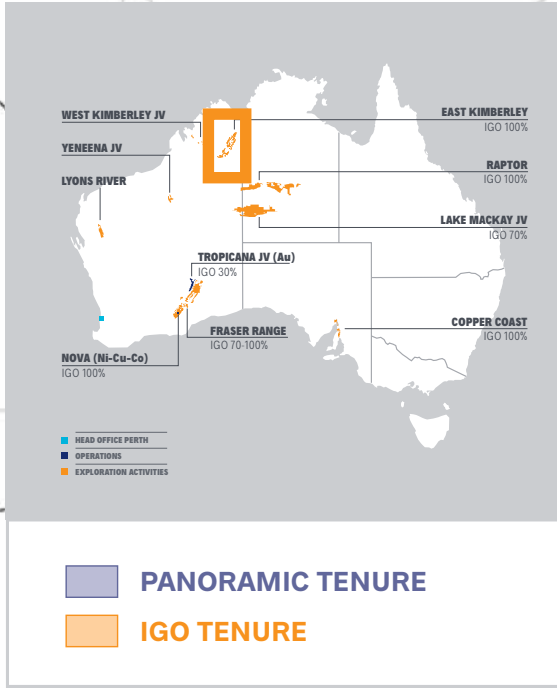 WEST KIMBERLEY JV
EAST KIMBERLEY
IGO 100%
YENEENA JV
RAPTOR
IGO 100%
LYONS RIVER
LAKE MACKAY JV
IGO 70%
TROPICANA JV (Au)
IGO 30%
FRASER RANGE
IGO 70-100%
COPPER COAST
IGO 100%
NOVA (Ni-Cu-Co)
IGO 100%
HEAD OFFICE PERTH
OPERATIONS
EXPLORATION ACTIVITIES
PANORAMIC TENURE
IGO TENURE